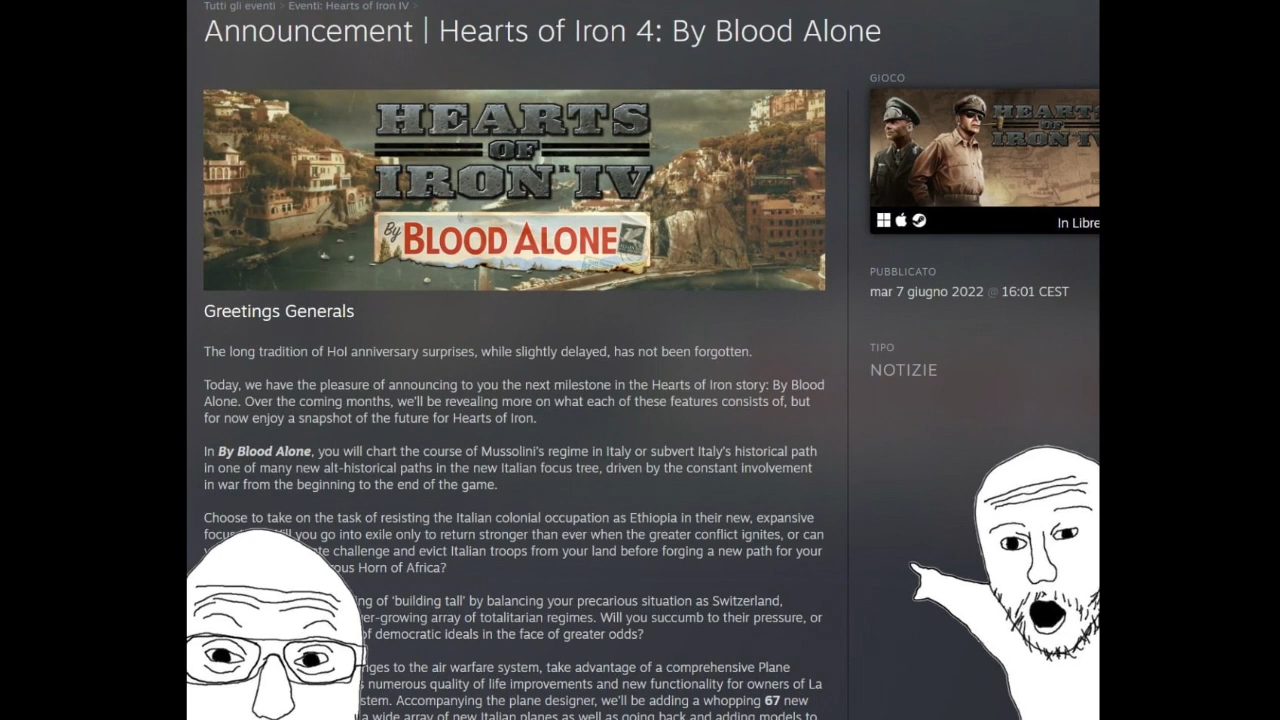 Tutti gli eventi > Eventi: Hearts of Iron IV >
Announcement | Hearts of Iron 4: By Blood Alone
HEARTS
OF
IRON IV
By BLOOD ALONE
Greetings Generals
The long tradition of HoI anniversary surprises, while slightly delayed, has not been forgotten.
Today, we have the pleasure of announcing to you the next milestone in the Hearts of Iron story: By Blood
Alone. Over the coming months, we'll be revealing more on what each of these features consists of, but
for now enjoy a snapshot of the future for Hearts of Iron.
In By Blood Alone, you will chart the course of Mussolini's regime in Italy or subvert Italy's historical path
in one of many new alt-historical paths in the new Italian focus tree, driven by the constant involvement
in war from the beginning to the end of the game.
Choose to take on the task of resisting the Italian colonial occupation as Ethiopia in their new, expansive
you go into exile only to return stronger than ever when the greater conflict ignites, or can
challenge and evict Italian troops from your land before forging a new path for your
Horn of Africa?
of 'building tall' by balancing your precarious situation as Switzerland,
array of totalitarian regimes. Will you succumb to their pressure, or
of democratic ideals in the face of greater odds?
to the air warfare system, take advantage of a comprehensive Plane
numerous quality of life improvements and new functionality for owners of La
Accompanying the plane designer, we'll be adding a whopping 67 new
a wide array of new Italian planes as well as going back and adding models to
GIOCO
HEARTS
OF
IRON IV
In Libre
PUBBLICATO
mar 7 giugno 2022 @ 16:01 CEST
TIPO
NOTIZIE